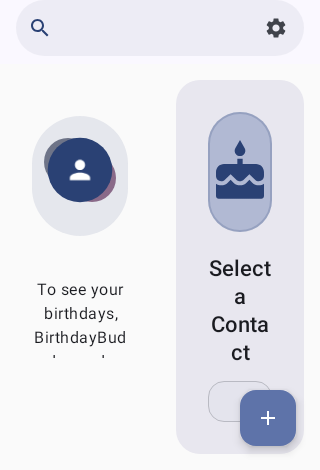 To see your
birthdays,
BirthdayBud
Select
a
Conta
ct